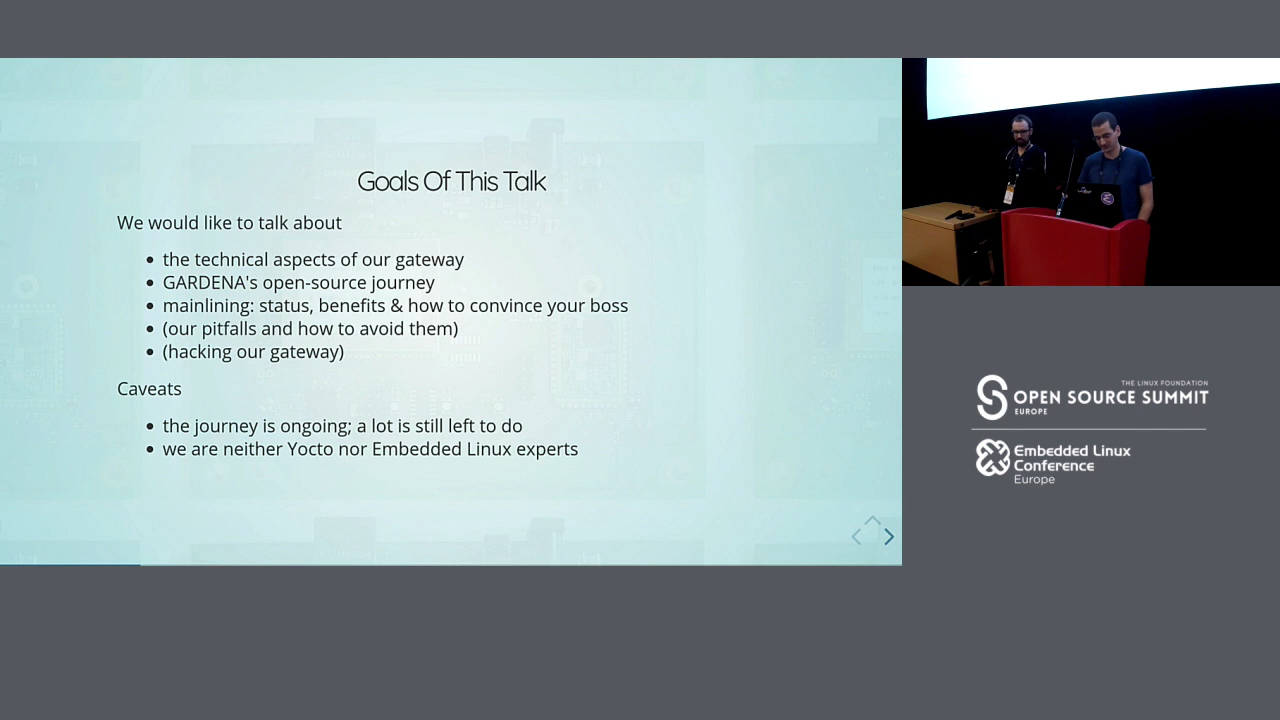 Goals Of This Talk
We would like to talk about
the technical aspects of our gateway
GARDENA's open-source journey
mainlining: status, benefits & how to convince your boss
(our pitfalls and how to avoid them)
(hacking our gateway)
Caveats
the journey is ongoing; a lot is still left to do
we are neither Yocto nor Embedded Linux experts
THE LINUX FOUNDATION
OPEN SOURCE SUMMIT
EUROPE
Embedded Linux
Conference
Europe